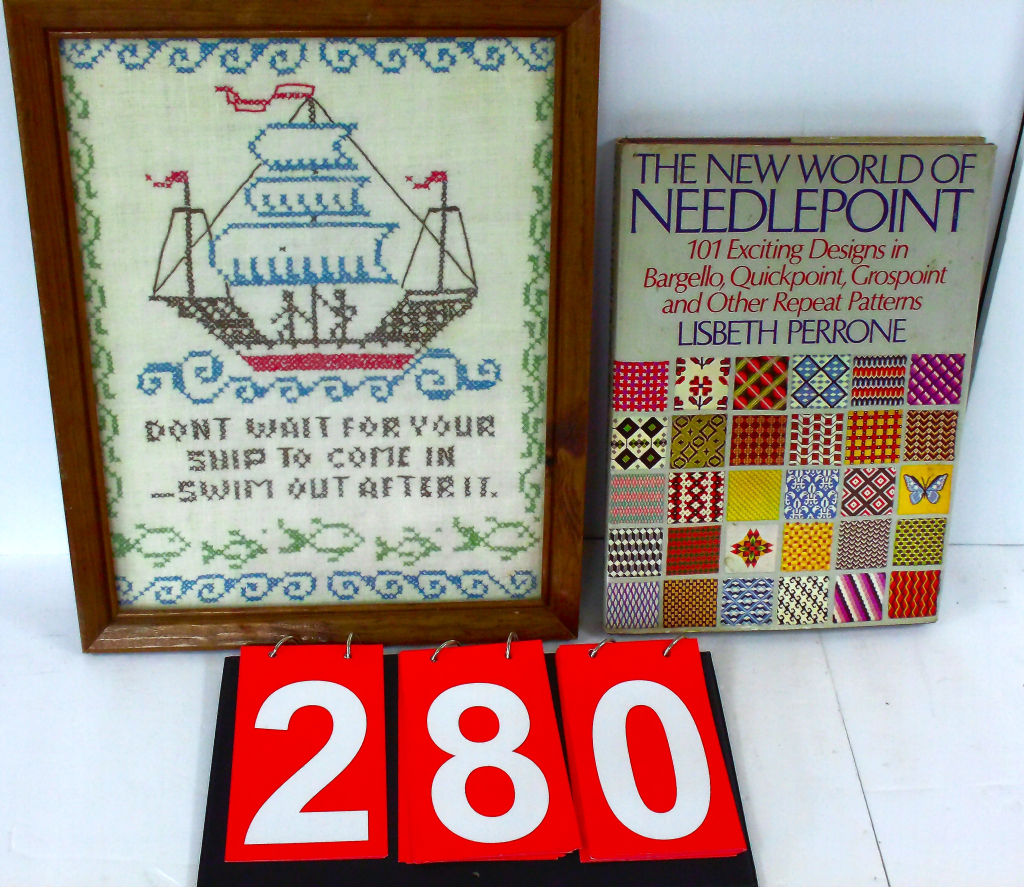 DONT WAIT FOR YOUR
SHIP TO COME IN
—SWIM OUT AFTER IT.
THE NEW WORLD OF
NEEDLEPOINT
101 Exciting Designs in
Bargello, Quickpoint, Grospoint
and Other Repeat Patterns
LISBETH PERRONE
280